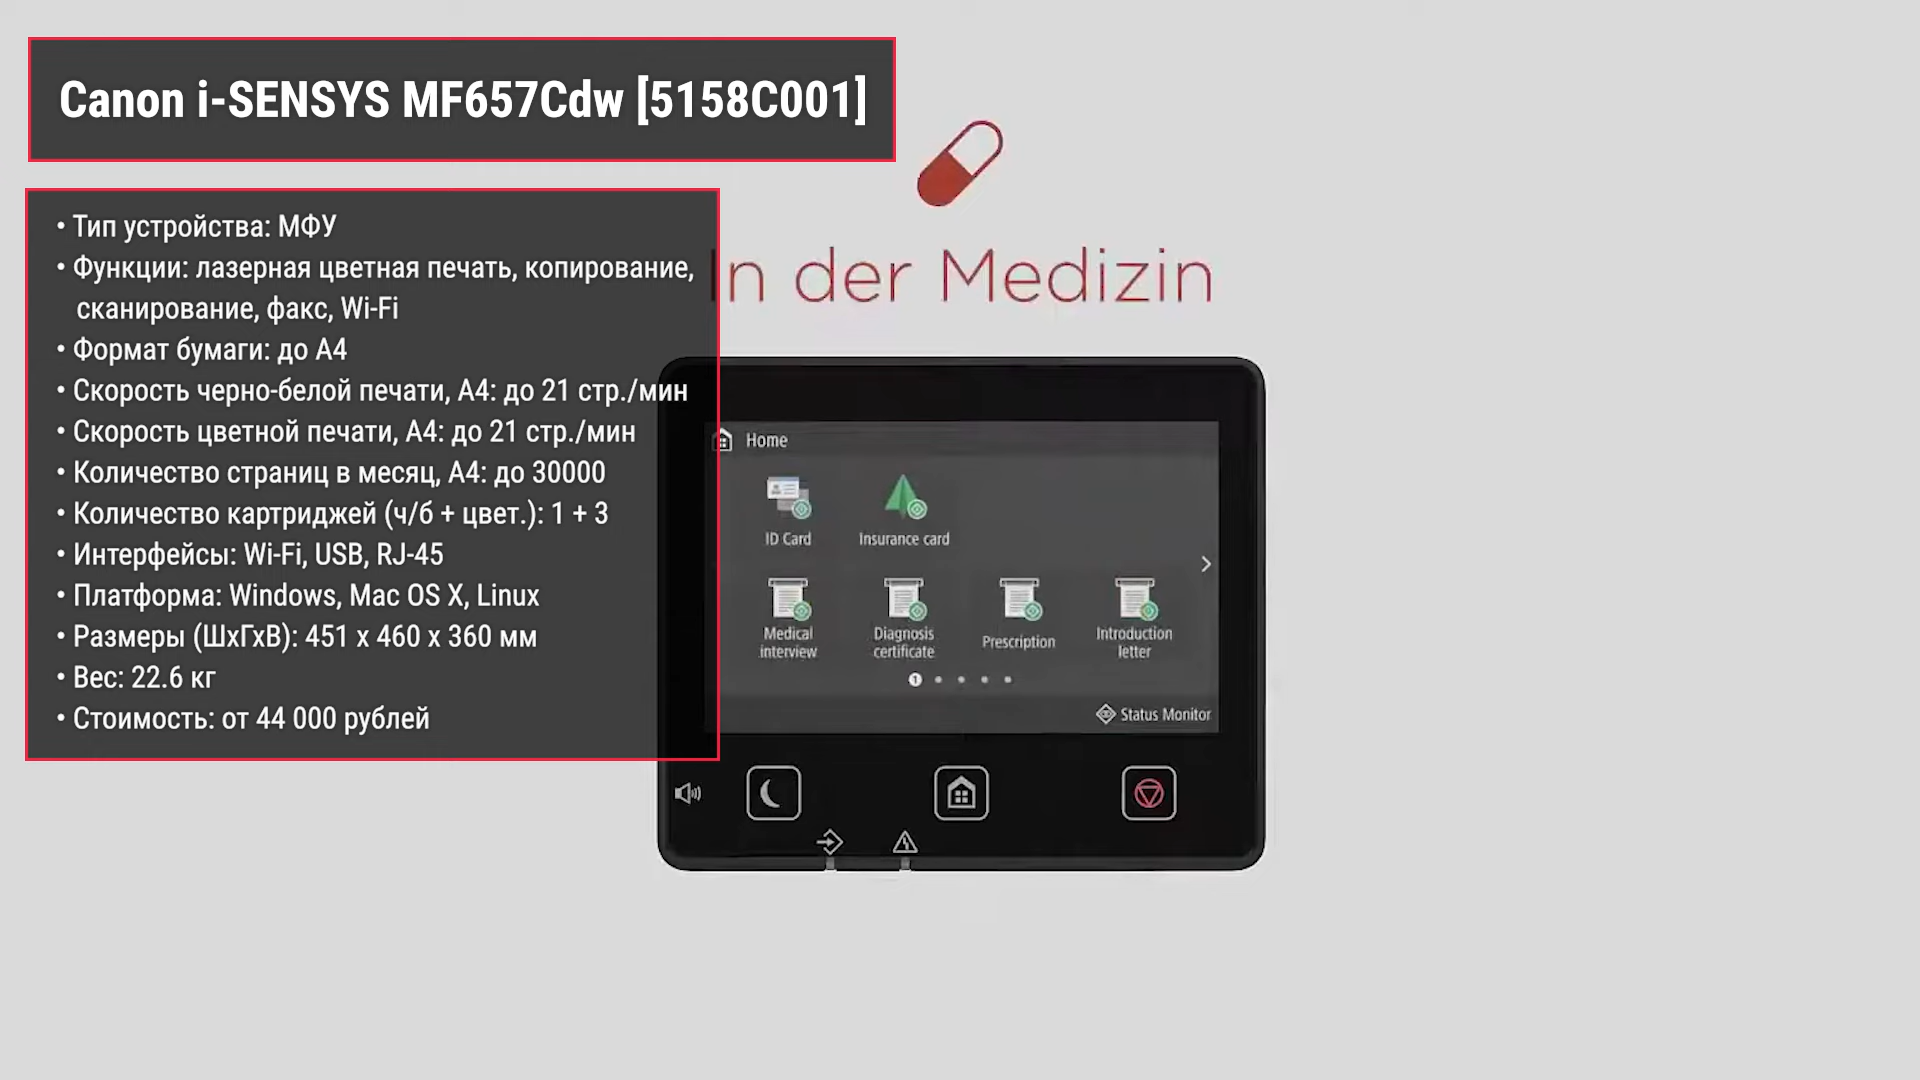 Canon i-SENSYS MF657Cdw [5158C001]
• Тип устройства: МФУ
• Функции: лазерная цветная печать, копирование,
сканирование, факс, Wi-Fi
• Формат бумаги: до A4
• Скорость черно-белой печати, A4: до 21 стр./мин
• Скорость цветной печати, A4: до 21 стр./мин
• Количество страниц в месяц, A4: до 30000
• Количество картриджей (ч/б + цвет.): 1 + 3
• Интерфейсы: Wi-Fi, USB, RJ-45
• Платформа: Windows, Mac OS X, Linux
• Размеры (ШxГxВ): 451 x 460 x 360 мм
• Вес: 22.6 кг
• Стоимость: от 44 000 рублей
In der Medizin
Home
ID Card
Insurance card
Medical
interview
Diagnosis
certificate
Prescription
Introduction
letter
1
Status Monitor